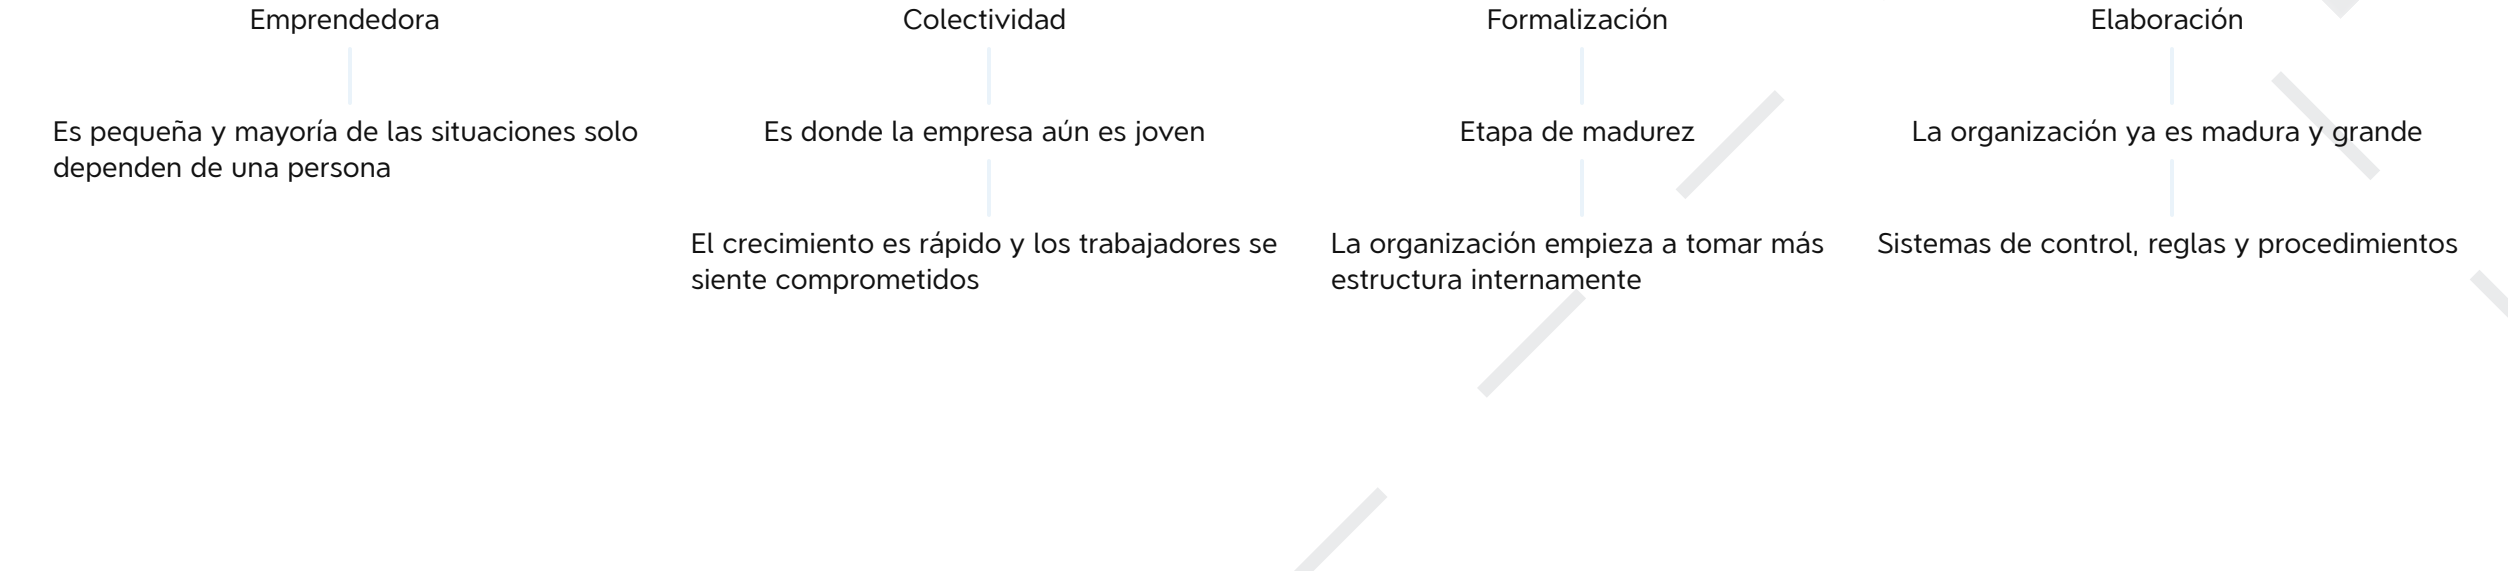 Emprendedora
Es pequeña y mayoría de las situaciones solo
dependen de una persona
Colectividad
Es donde la empresa aún es joven
El crecimiento es rápido y los trabajadores se
siente comprometidos
Formalización
Etapa de madurez
La organización empieza a tomar más
estructura internamente
Elaboración
La organización ya es madura y grande
Sistemas de control, reglas y procedimientos